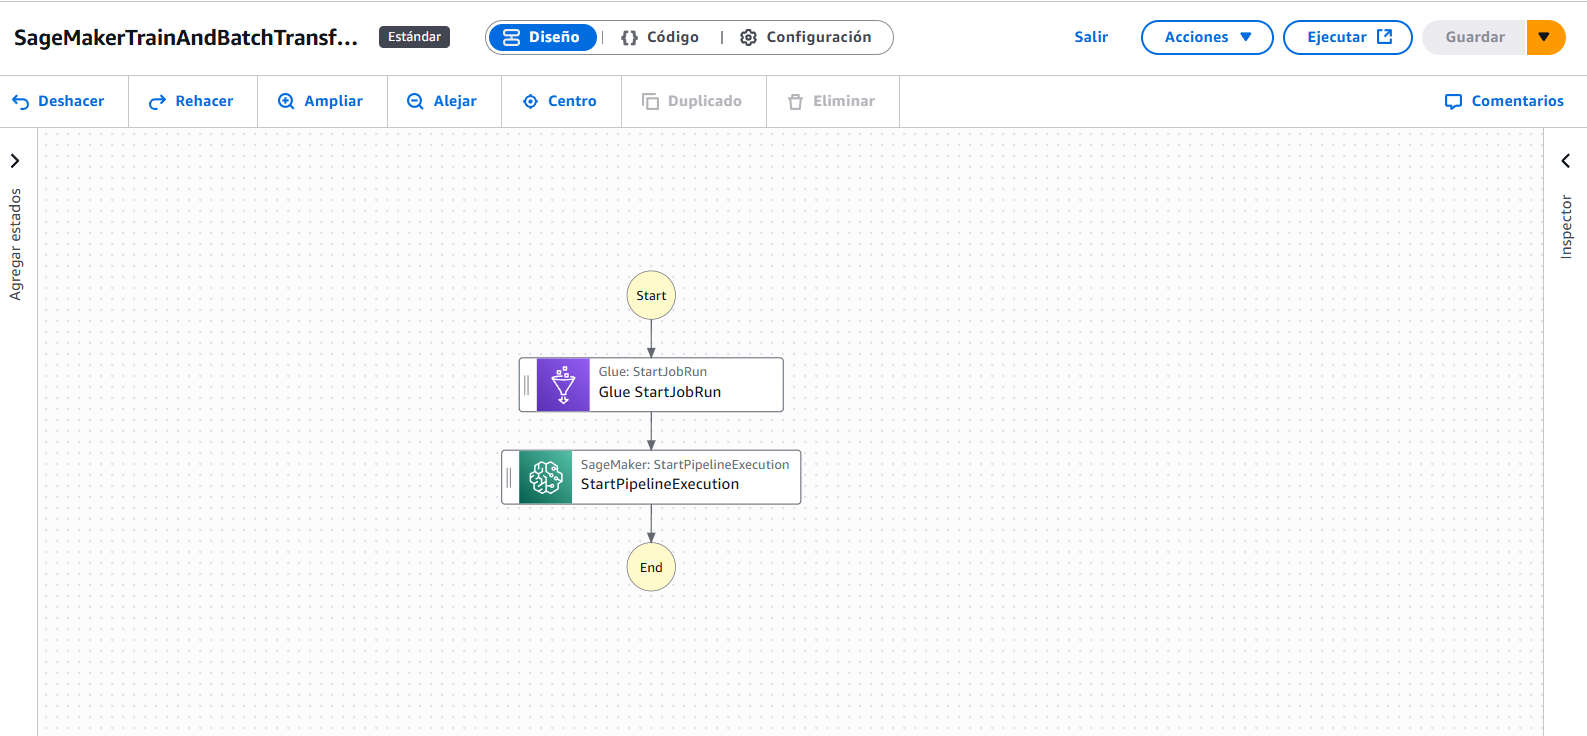 SageMakerTrainAndBatchTransf...
Estándar
Diseño
Código
Configuración
Salir
Acciones
Ejecutar
Guardar
Deshacer
Rehacer
Ampliar
Alejar
Centro
Duplicado
Eliminar
Comentarios
Agregar estados
Inspector
Start
Glue: StartJobRun
Glue StartJobRun
SageMaker: StartPipelineExecution
StartPipelineExecution
End